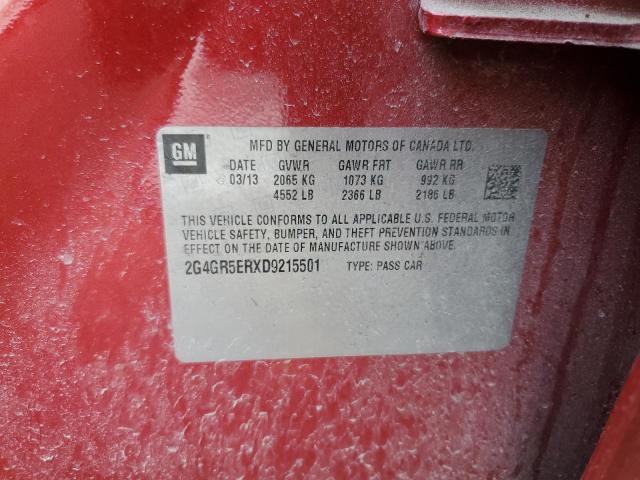 GM
MFD BY GENERAL MOTORS OF CANADA LTD.
DATE GVWR GAWR FRT GAWR RR
03/13 2065 KG 1073 KG 992 KG
4552 LB 2366 LB 2186 LB
THIS VEHICLE CONFORMS TO ALL APPLICABLE U.S. FEDERAL MOTOR
VEHICLE SAFETY, BUMPER, AND THEFT PREVENTION STANDARDS IN
EFFECT ON THE DATE OF MANUFACTURE SHOWN ABOVE.
2G4GR5ERXD9215501 TYPE: PASS CAR